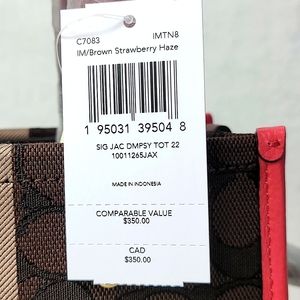 C7083 IMTN8
IM/Brown Strawberry Haze
1 95031 39504 8
SIG JAC DMPSY TOT 22
10011265JAX
MADE IN INDONESIA
COMPARABLE VALUE
$350.00
CAD
$350.00